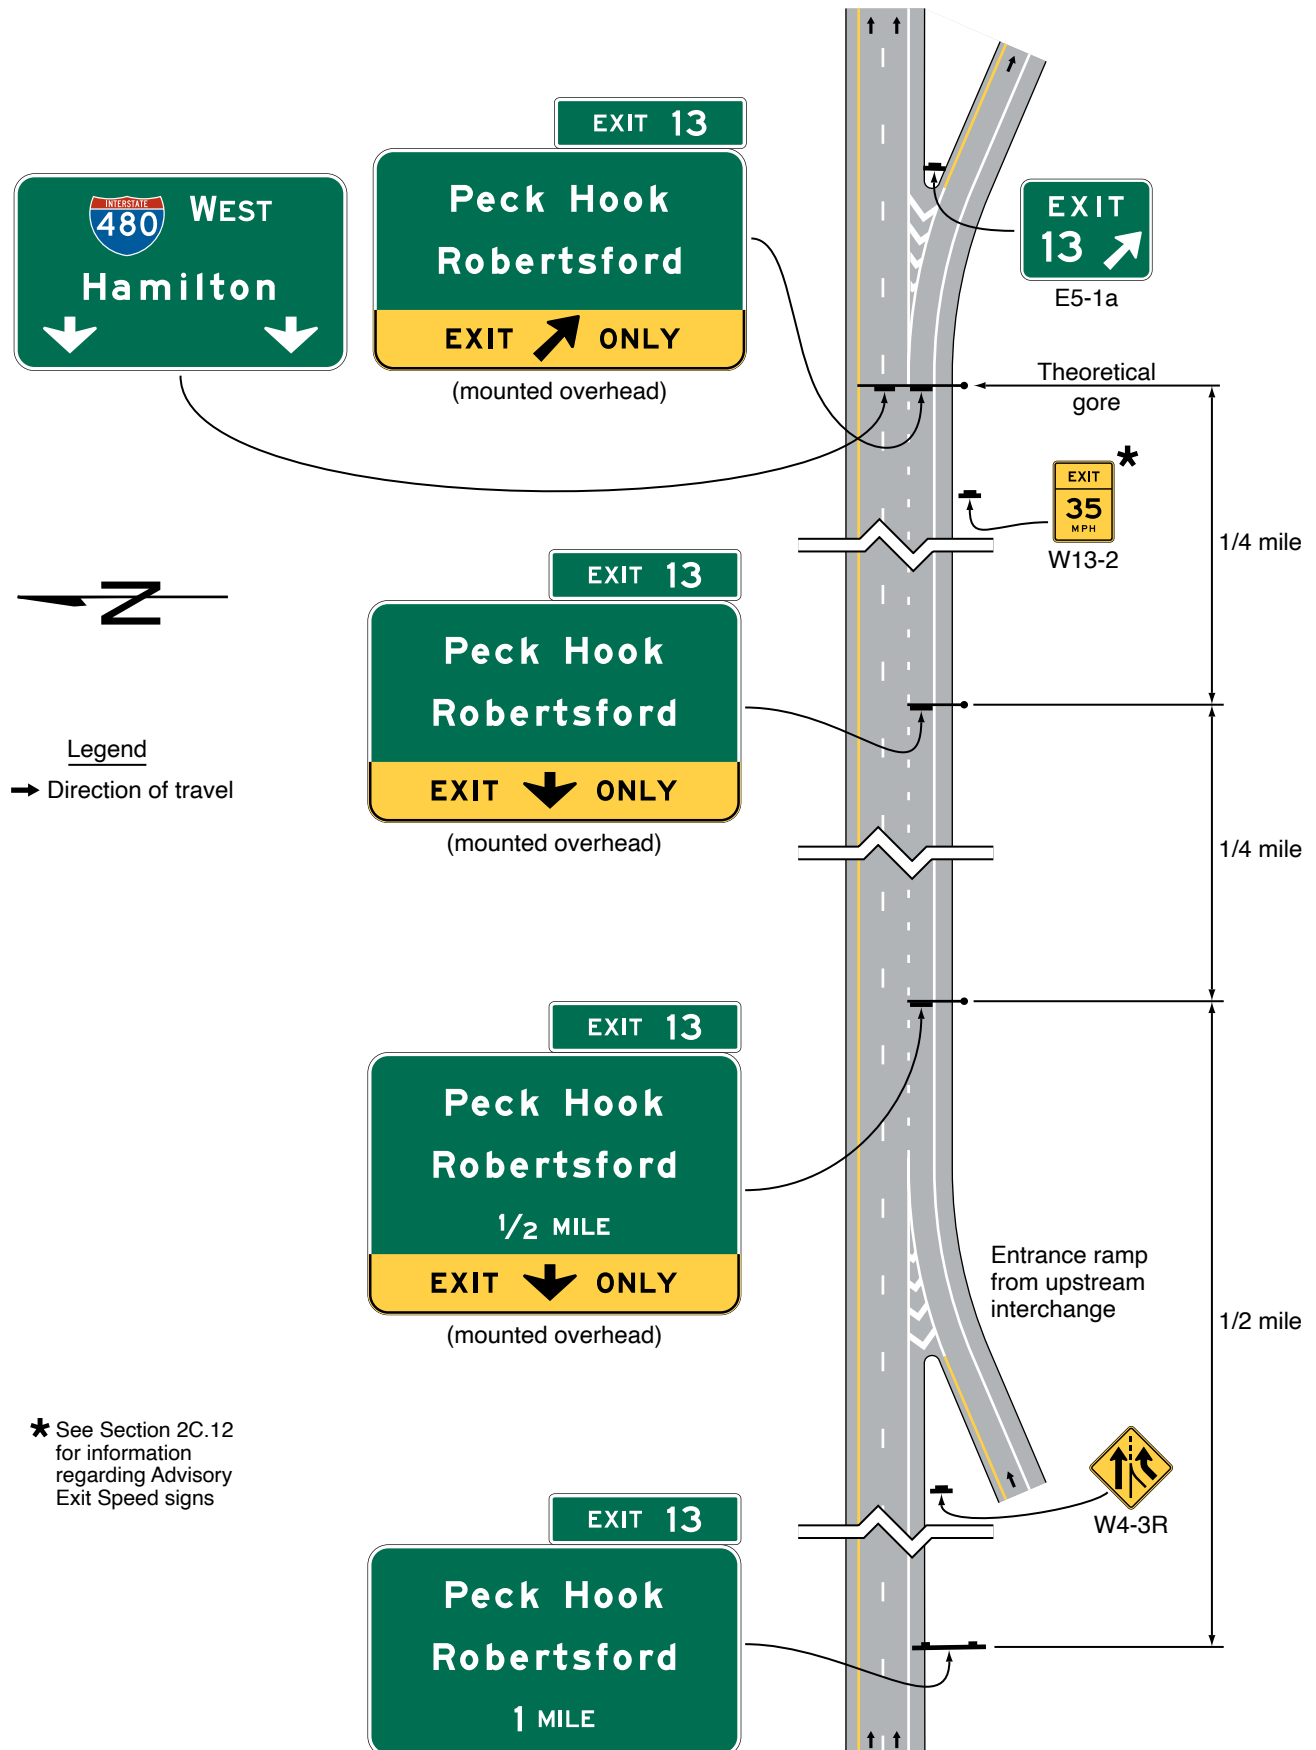 EXIT 13
Peck Hook
Robertsford
EXIT ONLY
(mounted overhead)
INTERSTATE
480
WEST
Hamilton
EXIT
13
E5-1a
Theoretical
gore
EXIT
35
MPH
*
W13-2
1/4 mile
N
EXIT 13
Peck Hook
Robertsford
EXIT ONLY
(mounted overhead)
Legend
Direction of travel
1/4 mile
EXIT 13
Peck Hook
Robertsford
1/2 MILE
EXIT ONLY
(mounted overhead)
Entrance ramp
from upstream
interchange
1/2 mile
* See Section 2C.12
for information
regarding Advisory
Exit Speed signs
W4-3R
EXIT 13
Peck Hook
Robertsford
1 MILE